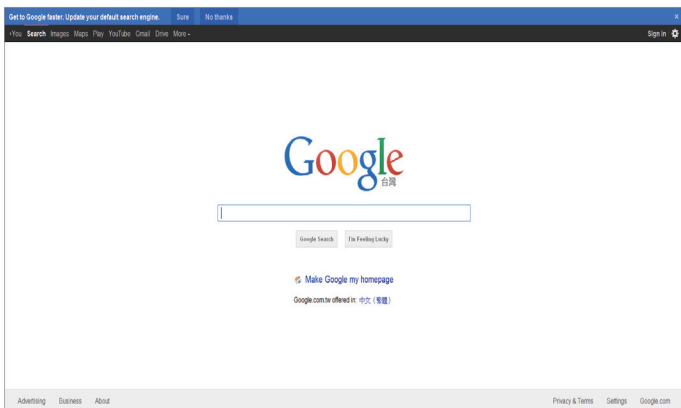 Get to Google faster. Update your default search engine. Sure No thanks x
+You Search Images Maps Play YouTube Gmail Drive More Sign in
Google
台灣
Google Search I'm Feeling Lucky
Make Google my homepage
Google.com.tw offered in: 中文 (繁體)
Advertising Business About Privacy & Terms Settings Google.com